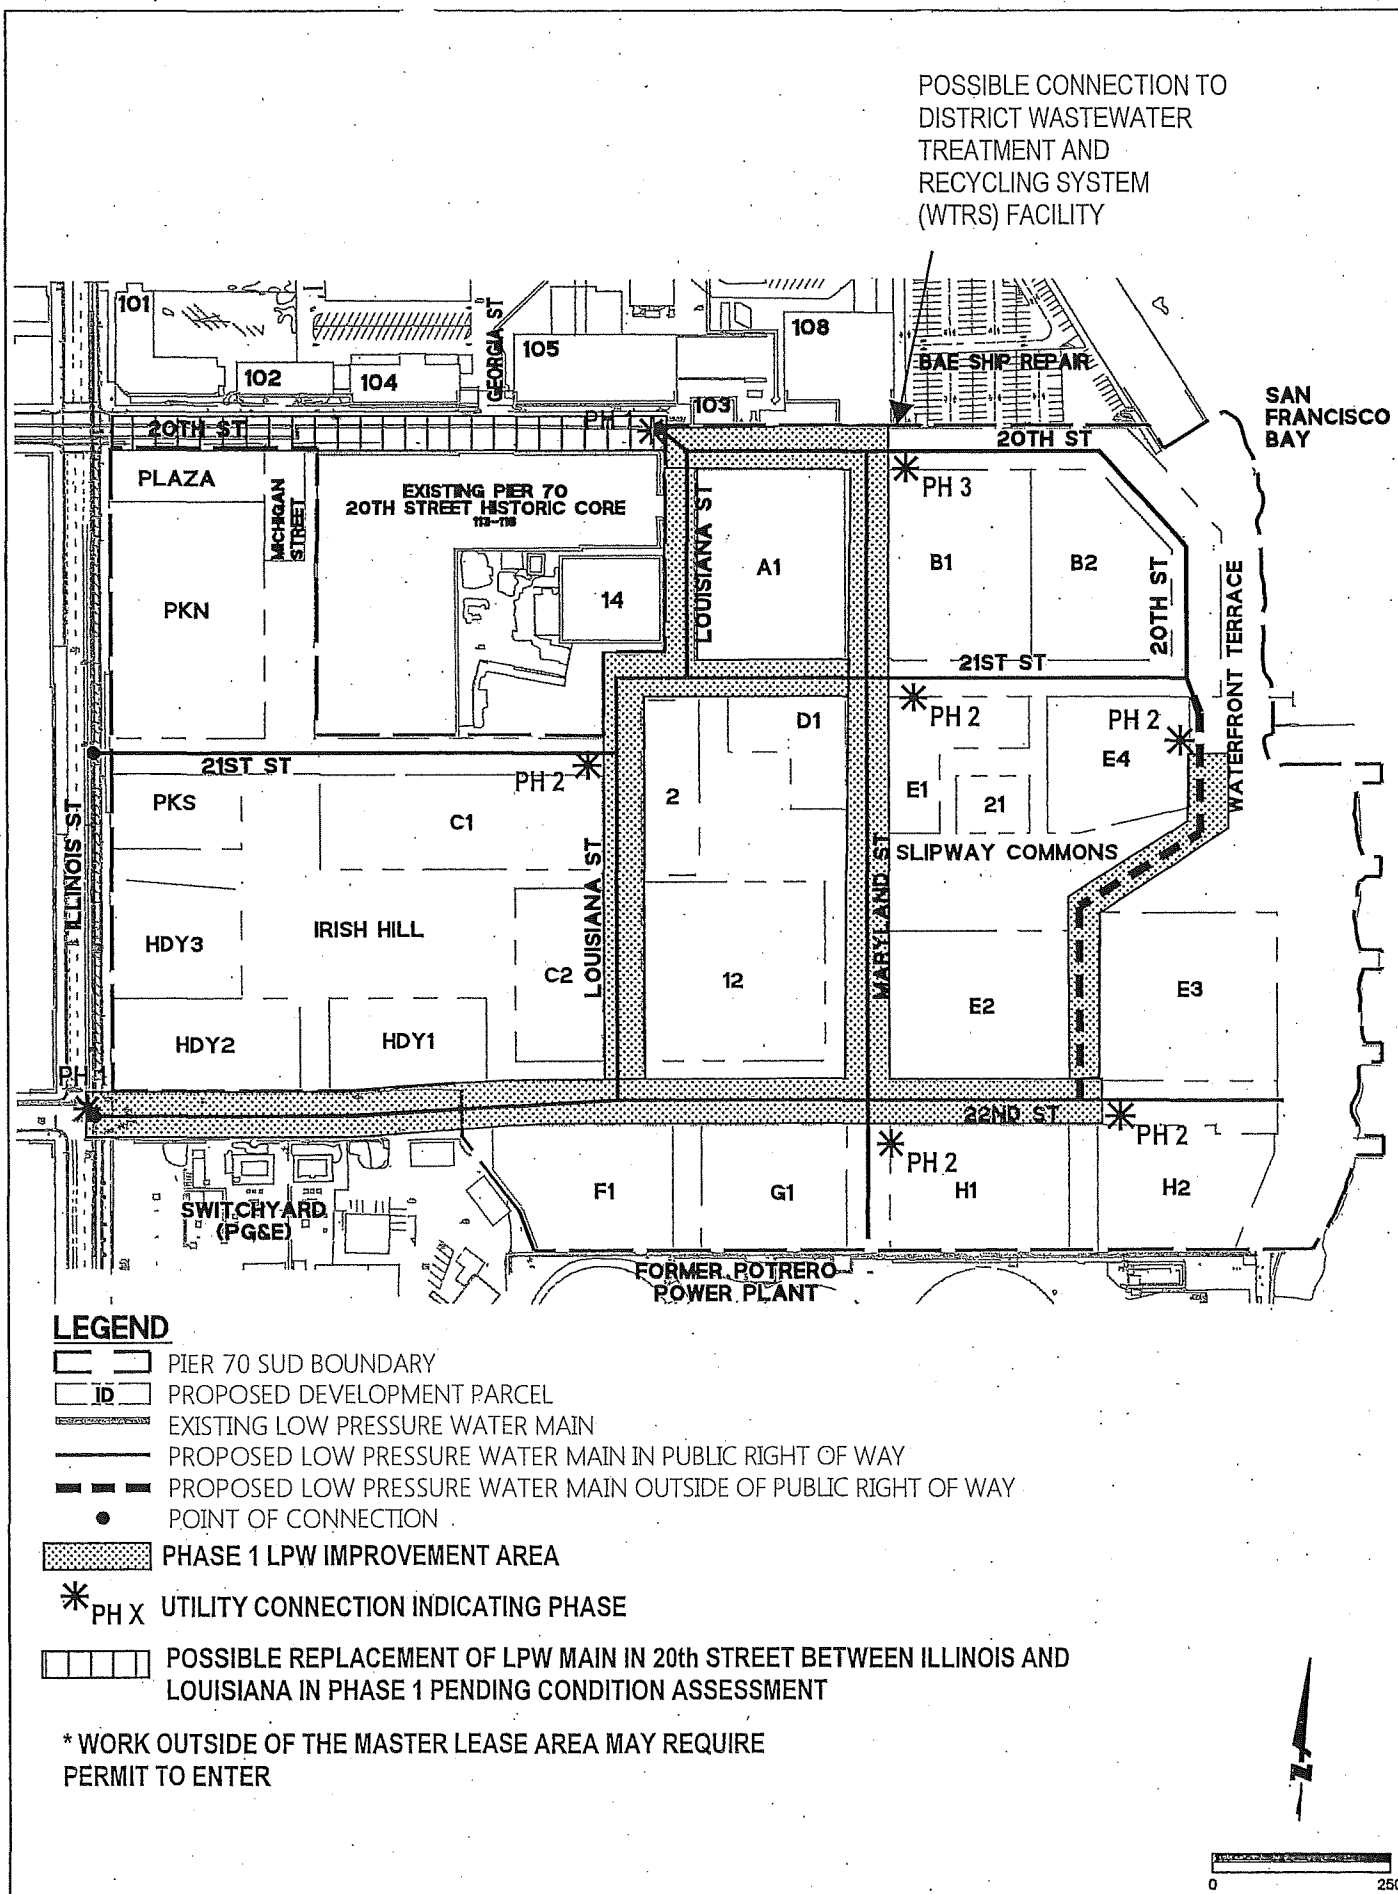 POSSIBLE CONNECTION TO
DISTRICT WASTEWATER
TREATMENT AND
RECYCLING SYSTEM
(WTRS) FACILITY
101
102
104
GEORGIA ST
105
103
108
BAE SHIP REPAIR
SAN
FRANCISCO
BAY
20TH ST
PH 1
20TH ST
PLAZA
MICHIGAN
STREET
EXISTING PIER 70
20TH STREET HISTORIC CORE
113-116
LOUISIANA ST
PH 3
PKN
14
A1
B1
B2
20TH ST
WATERFRONT TERRACE
21ST ST
PH 2
PH 2
D1
21ST ST
PH 2
PKS
C1
2
E1
21
E4
ILLINOIS ST
LOUISIANA ST
MARYLAND ST
SLIPWAY COMMONS
HDY3
IRISH HILL
C2
12
E2
E3
HDY2
HDY1
PH 1
22ND ST
PH 2
PH 2
SWITCHYARD
(PG&E)
F1
G1
H1
H2
FORMER POTRERO
POWER PLANT
LEGEND
PIER 70 SUD BOUNDARY
ID PROPOSED DEVELOPMENT PARCEL
EXISTING LOW PRESSURE WATER MAIN
PROPOSED LOW PRESSURE WATER MAIN IN PUBLIC RIGHT OF WAY
PROPOSED LOW PRESSURE WATER MAIN OUTSIDE OF PUBLIC RIGHT OF WAY
POINT OF CONNECTION
PHASE 1 LPW IMPROVEMENT AREA
PH X UTILITY CONNECTION INDICATING PHASE
POSSIBLE REPLACEMENT OF LPW MAIN IN 20th STREET BETWEEN ILLINOIS AND
LOUISIANA IN PHASE 1 PENDING CONDITION ASSESSMENT
* WORK OUTSIDE OF THE MASTER LEASE AREA MAY REQUIRE
PERMIT TO ENTER
N
0
250